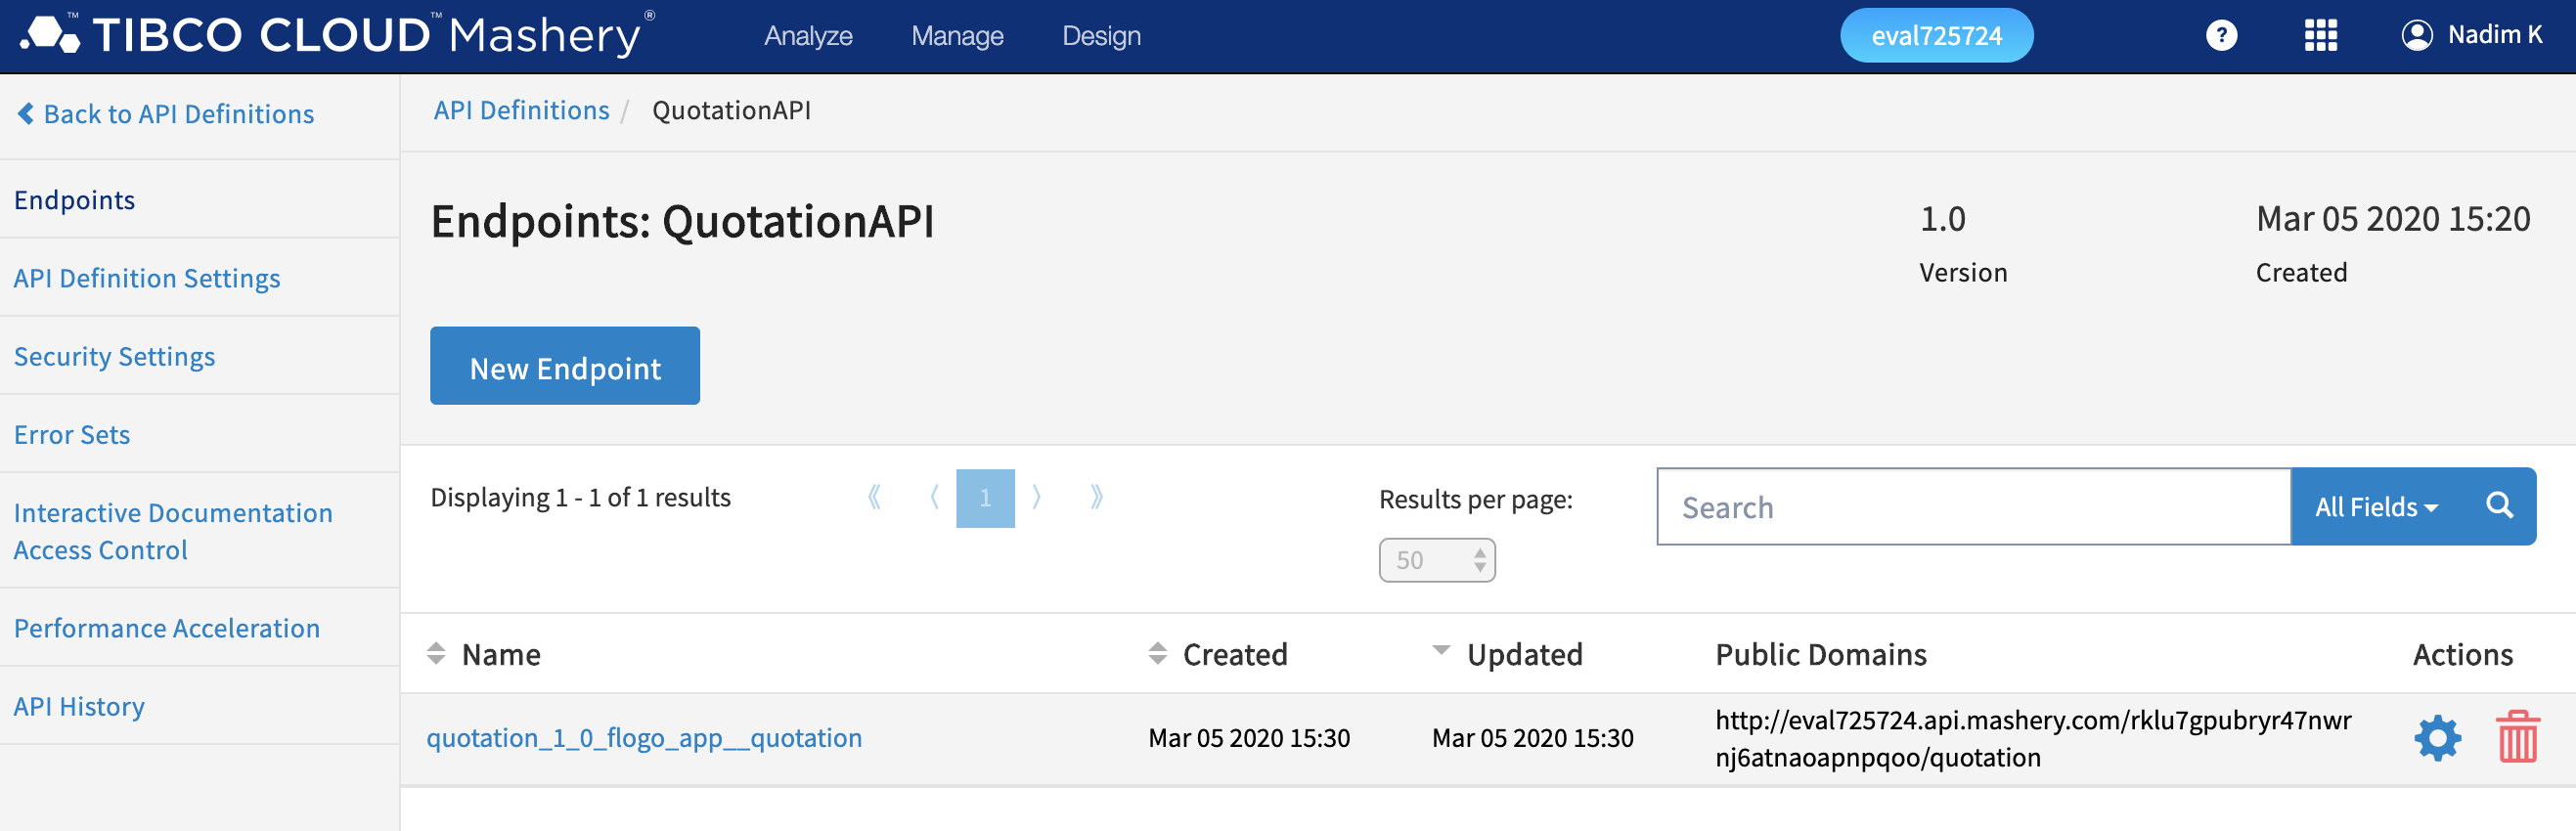 TIBCO CLOUD™ Mashery®
Analyze Manage Design
eval725724
?
Nadim K
Back to API Definitions
Endpoints
API Definition Settings
Security Settings
Error Sets
Interactive Documentation
Access Control
Performance Acceleration
API History
API Definitions / QuotationAPI
Endpoints: QuotationAPI
1.0
Version
Mar 05 2020 15:20
Created
New Endpoint
Displaying 1 - 1 of 1 results
《 〈 1 〉 》
Results per page:
50
Search
All Fields
Name Created Updated Public Domains Actions
quotation_1_0_flogo_app__quotation Mar 05 2020 15:30 Mar 05 2020 15:30
http://eval725724.api.mashery.com/rklu7gpubryr47nwr
nj6atnaoapnpqoo/quotation